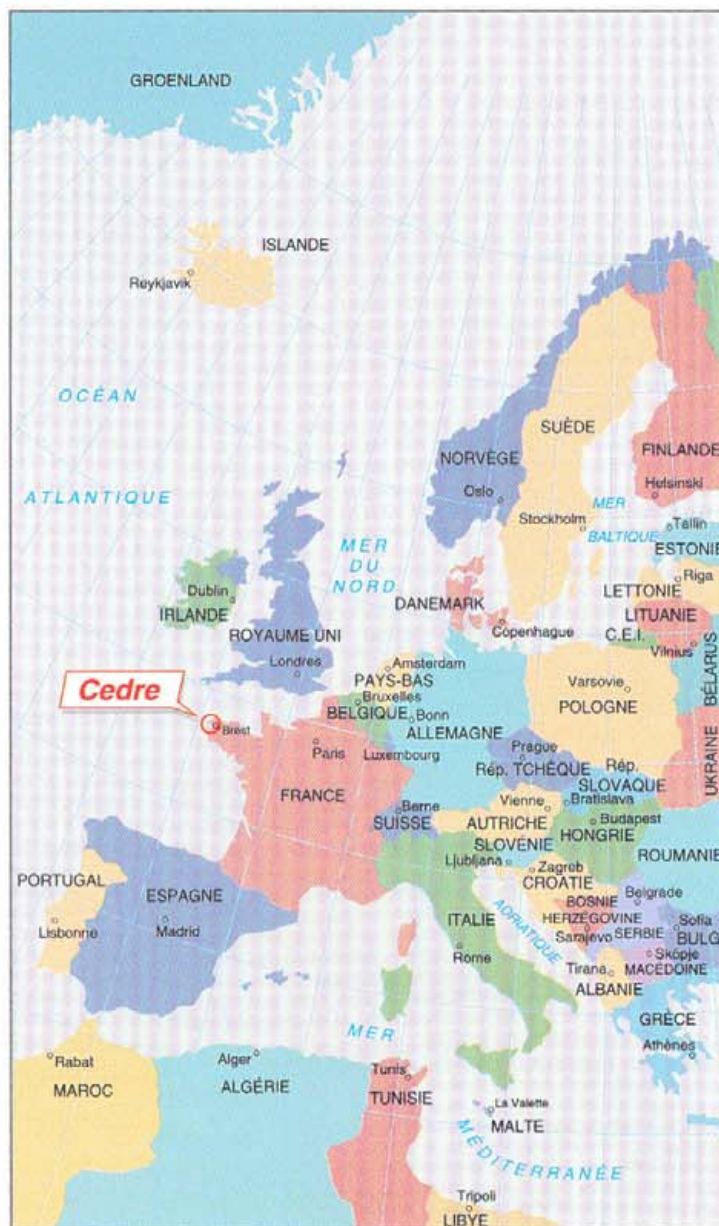 GROENLAND
ISLANDE
Reykjavik
OCÉAN
ATLANTIQUE
SUÈDE
NORVÈGE
FINLANDE
Oslo
Helsinski
Stockholm
MER
BALTIQUE
Tallin
ESTONIE
MER
DU
NORD
Riga
LETTONIE
Dublin
IRLANDE
DANEMARK
LITUANIE
ROYAUME UNI
Copenhague
C.E.I.
Vilnius
BÉLARUS
Londres
Amsterdam
PAYS-BAS
Varsovie
POLOGNE
Cedre
Brest
Bruxelles
BELGIQUE
Bonn
ALLEMAGNE
UKRAINE
Paris
Luxembourg
Prague
Rép. TCHÈQUE
Rép.
SLOVAQUE
FRANCE
Berne
SUISSE
Vienne
Bratislava
AUTRICHE
Budapest
HONGRIE
SLOVÉNIE
ROUMANIE
Ljubljana
Zagreb
CROATIE
PORTUGAL
ESPAGNE
Belgrade
BOSNIE
HERZÉGOVINE
Lisbonne
Madrid
ITALIE
ADRIATIQUE
Sarajevo
SERBIE
Sofia
BULG
Rome
Skopje
MACÉDOINE
Tirana
ALBANIE
GRÈCE
MER
Athènes
Rabat
MAROC
Alger
ALGÉRIE
Tunis
TUNISIE
La Valette
MALTE
MÉDITERRANÉE
Tripoli
LIBYE